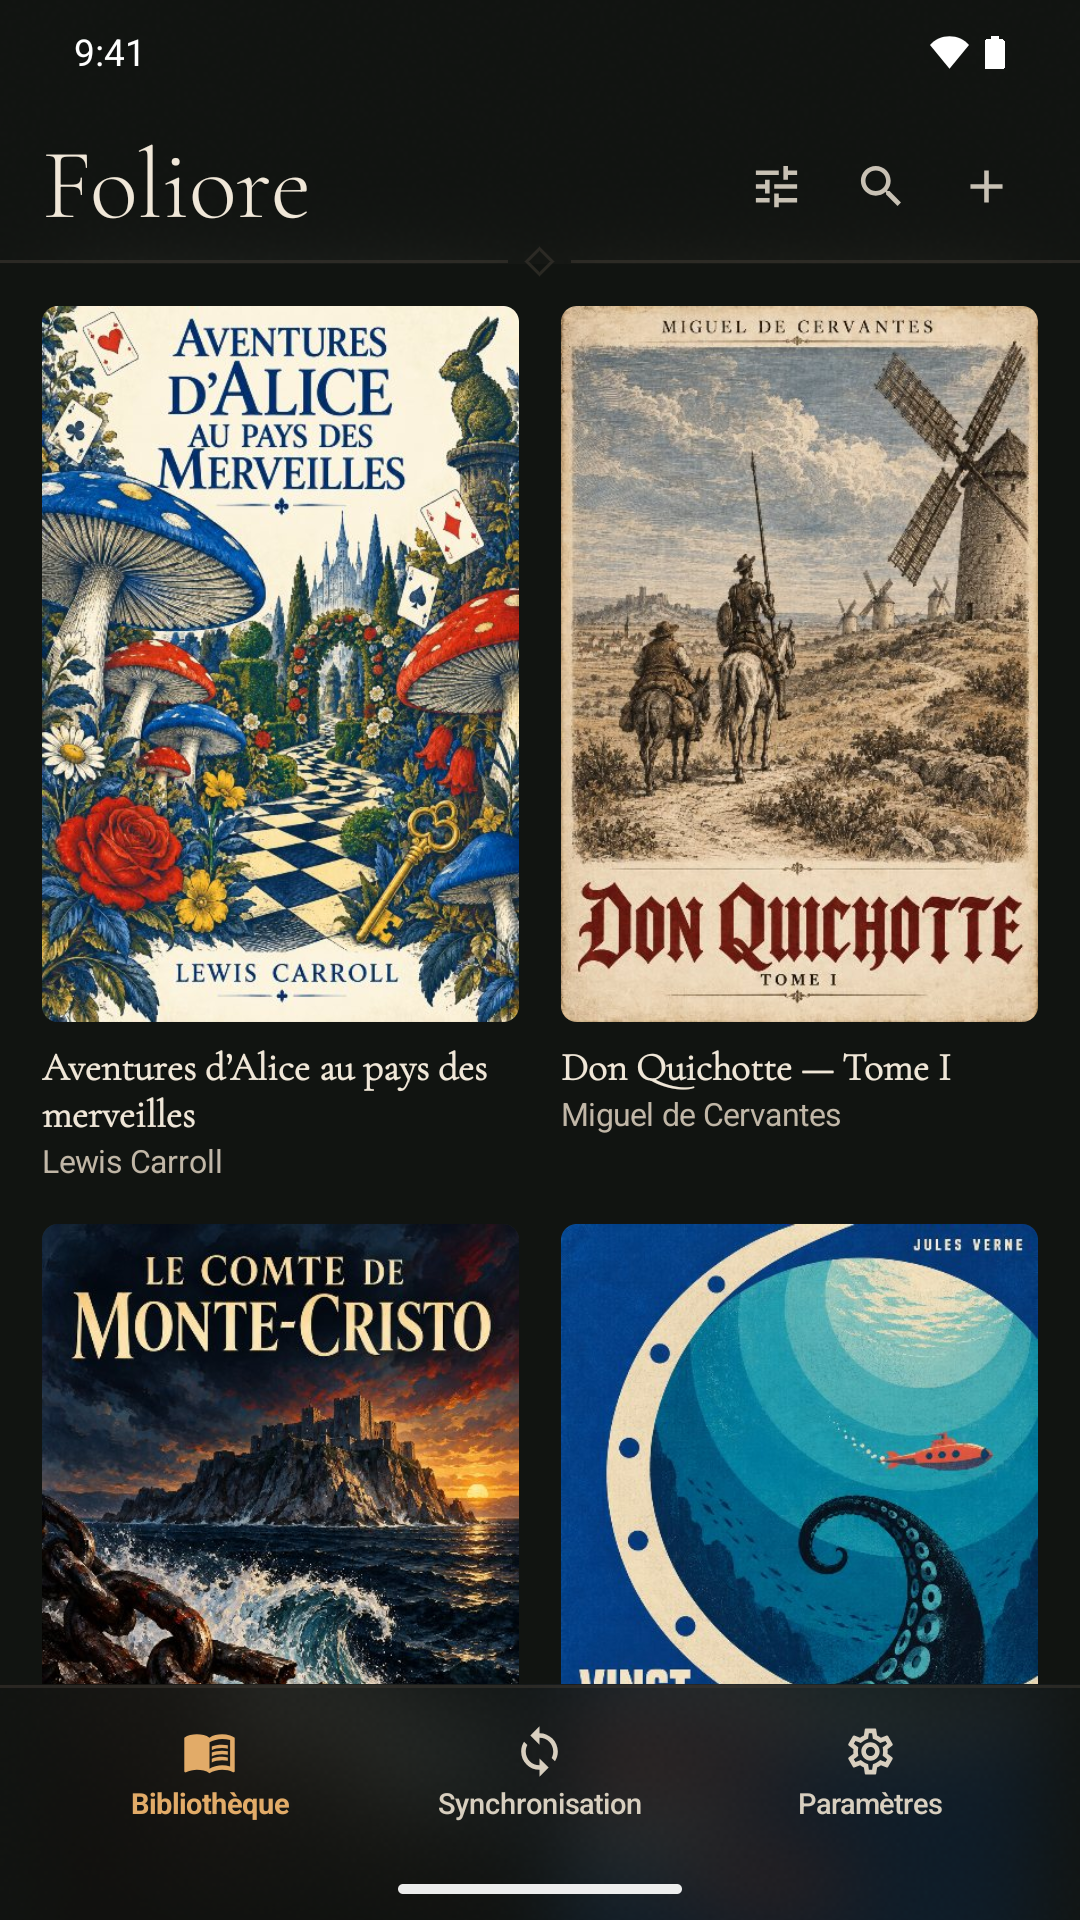 9:41
Foliore
AVENTURES
D’ALICE
AU PAYS DES
MERVEILLES
LEWIS CARROLL
MIGUEL DE CERVANTES
DON QUICHOTTE
TOME I
Aventures d’Alice au pays des
merveilles
Lewis Carroll
Don Quichotte — Tome I
Miguel de Cervantes
LE COMTE DE
MONTE-CRISTO
JULES VERNE
VINGT
Bibliothèque
Synchronisation
Paramètres